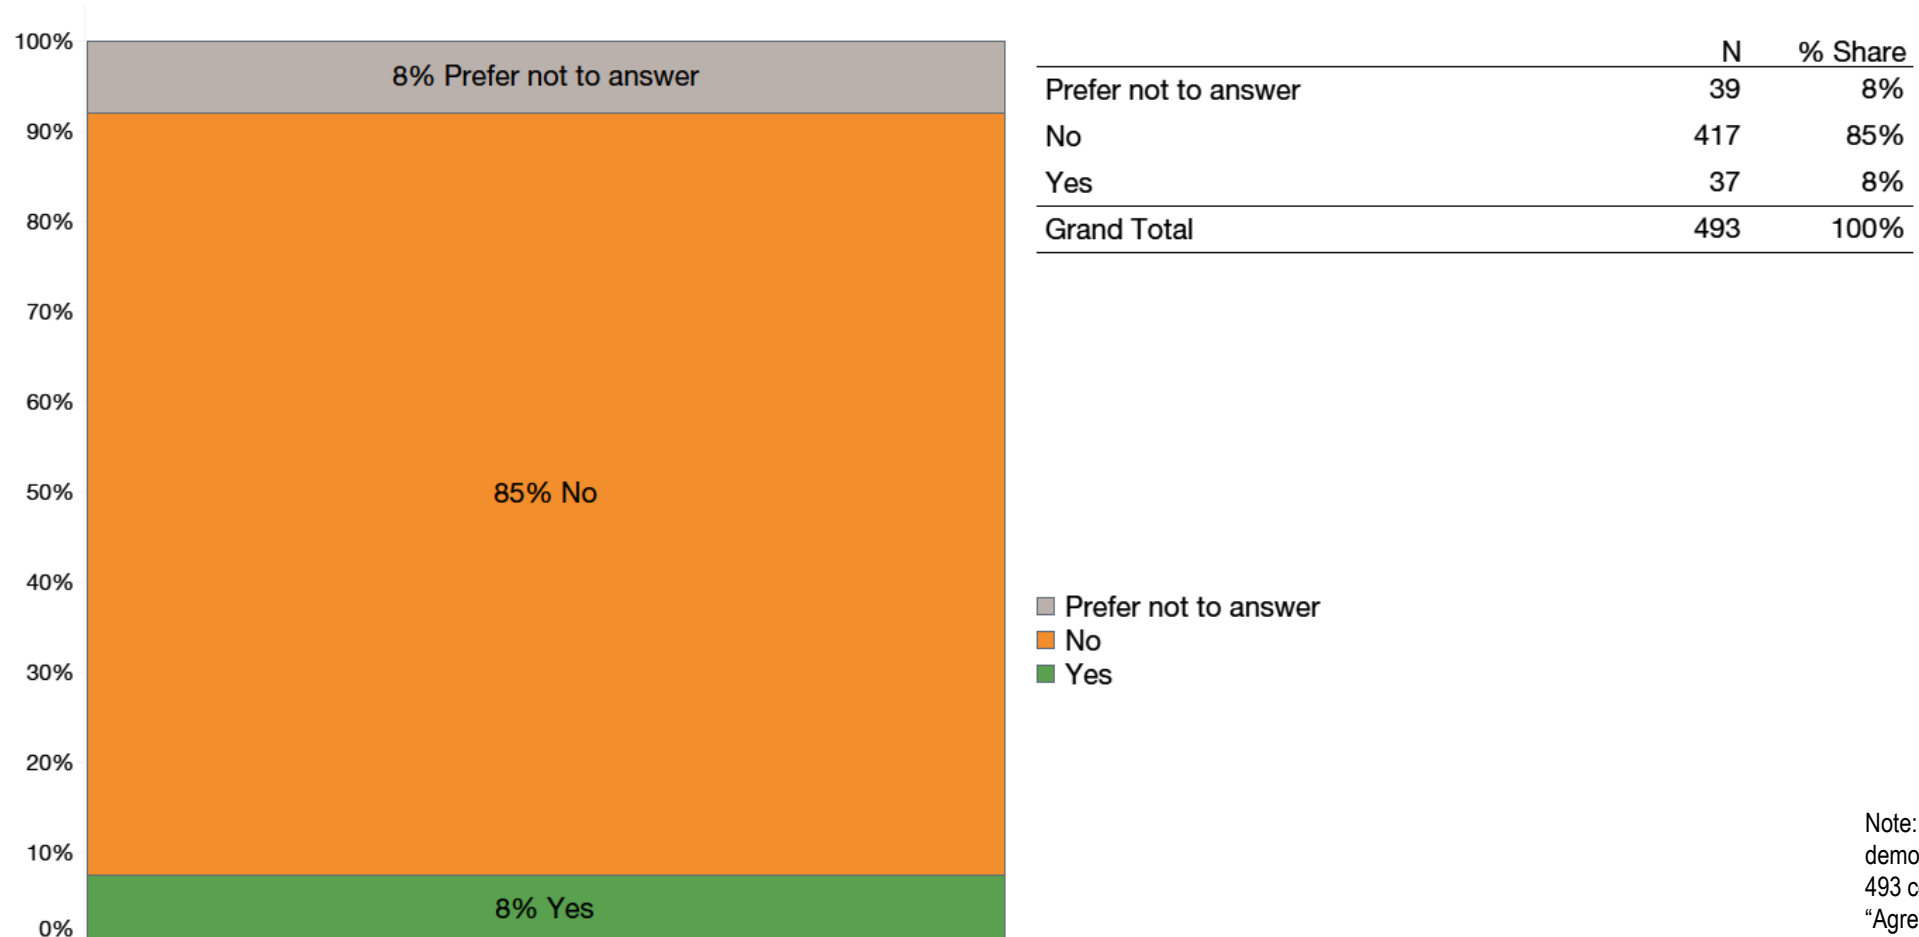 100%
90%
80%
70%
60%
50%
40%
30%
20%
10%
0%
8% Prefer not to answer
85% No
8% Yes
N % Share
Prefer not to answer 39 8%
No 417 85%
Yes 37 8%
Grand Total 493 100%
Prefer not to answer
No
Yes
Note:
493